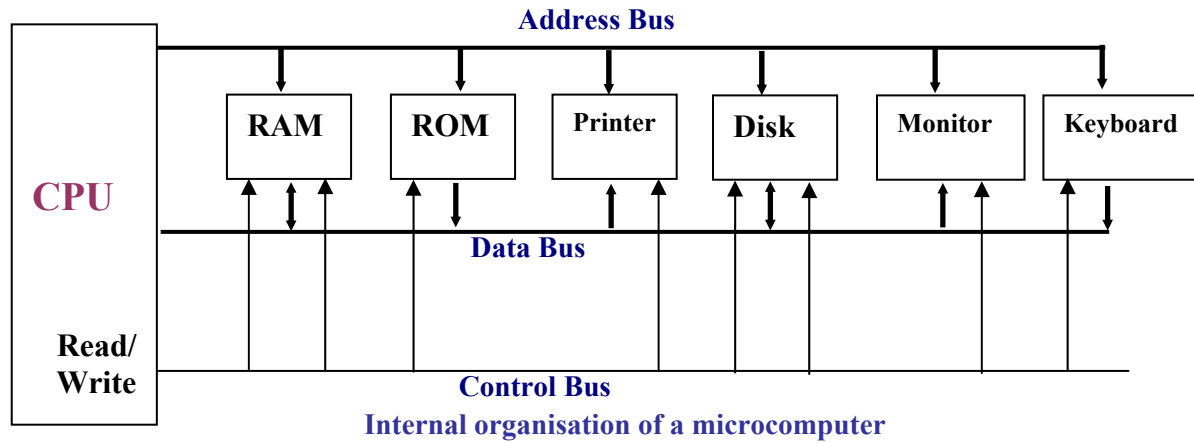 Address Bus
RAM
ROM
Printer
Disk
Monitor
Keyboard
CPU
Data Bus
Read/
Write
Control Bus
Internal organisation of a microcomputer